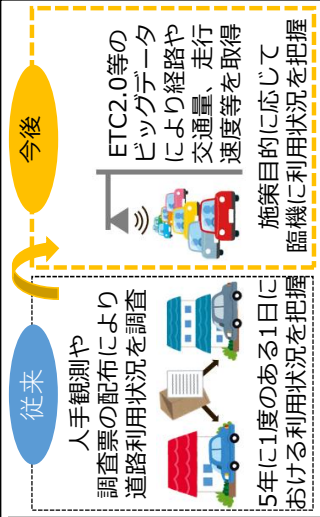 従来
人手観測や
調査票の配布により
道路利用状況を調査
5年に1度のある1日に
おける利用状況を把握
今後
ETC2.0等の
ビッグデータ
により経路や
交通量、走行
速度等を取得
施策目的に応じて
臨機に利用状況を把握